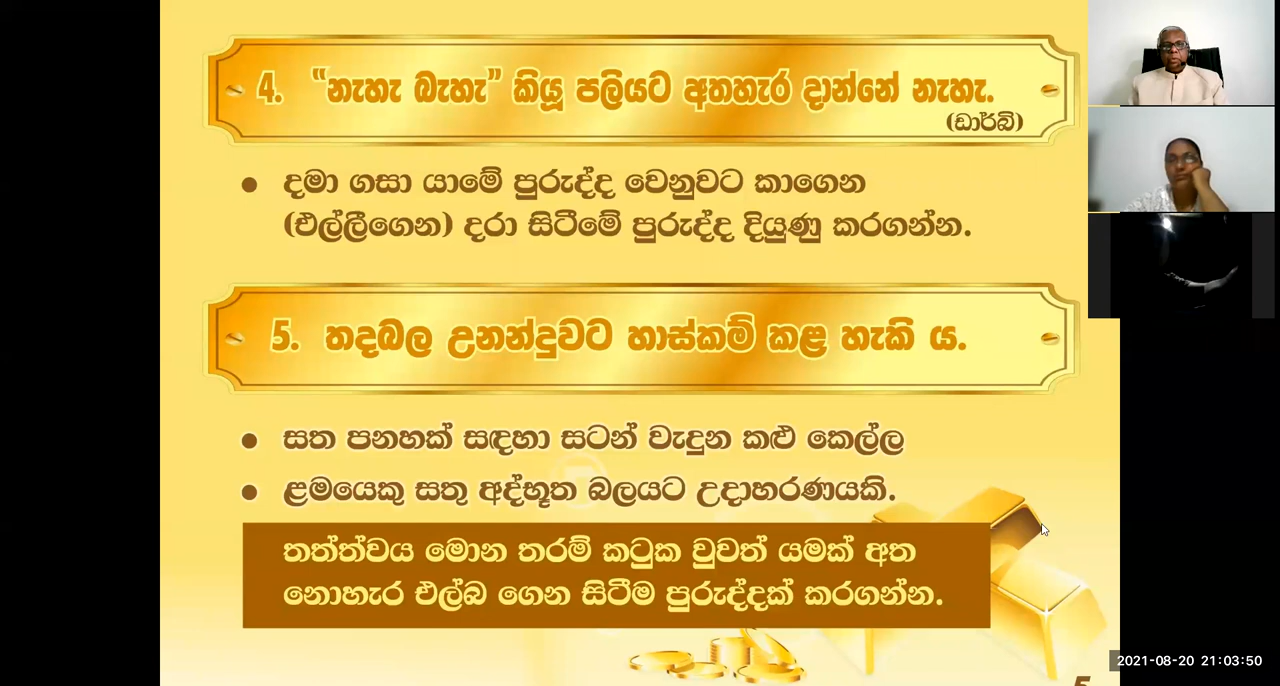 4. “නැහැ බැහැ” කියූ පලියට අතහැර දාන්නේ නැහැ.
(ඩාර්බි)
• දමා ගසා යාමේ පුරුද්ද වෙනුවට කාගෙන
(එල්ලීගෙන) දරා සිටීමේ පුරුද්ද දියුණු කරගන්න.
5. තදබල උනන්දුවට හාස්කම් කළ හැකි ය.
• සත පනහක් සඳහා සටන් වැදුන කළු කෙල්ල
• ළමයෙකු සතු අද්භූත බලයට උදාහරණයකි.
තත්ත්වය මොන තරම් කටුක වුවත් යමක් අත
නොහැර එල්බ ගෙන සිටීම පුරුද්දක් කරගන්න.
2021-08-20 21:03:50